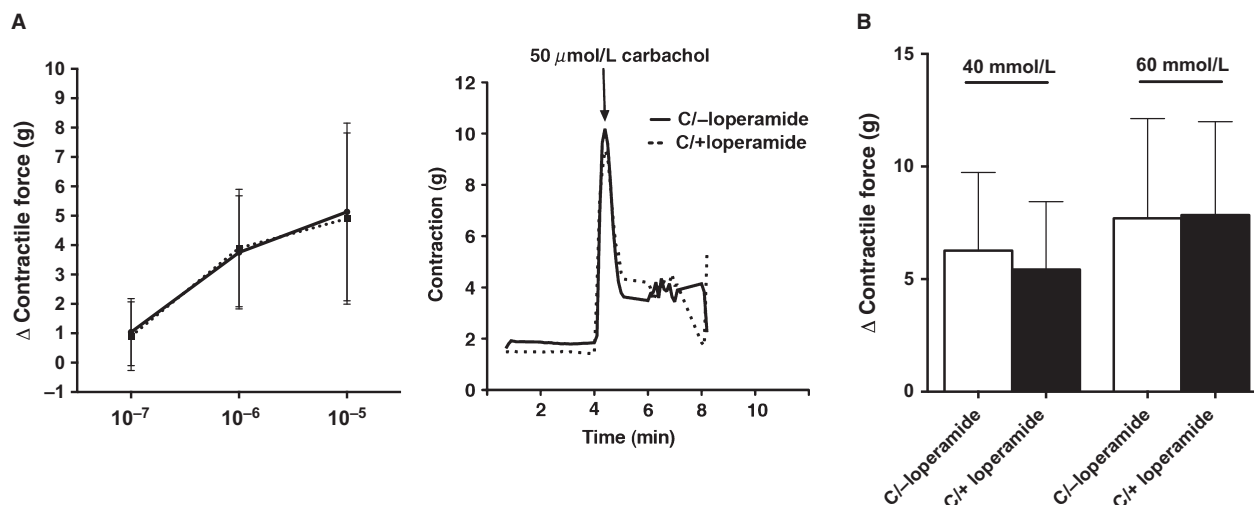 A
Δ Contractile force (g)
10
9
8
7
6
5
4
3
2
1
0
–1
10–7
10–6
10–5
50 μmol/L carbachol
C/–loperamide
C/+loperamide
Contraction (g)
12
10
8
6
4
2
0
2
4
6
8
10
Time (min)
B
Δ Contractile force (g)
15
10
5
0
40 mmol/L
60 mmol/L
C/–loperamide
C/+ loperamide
C/–loperamide
C/+ loperamide